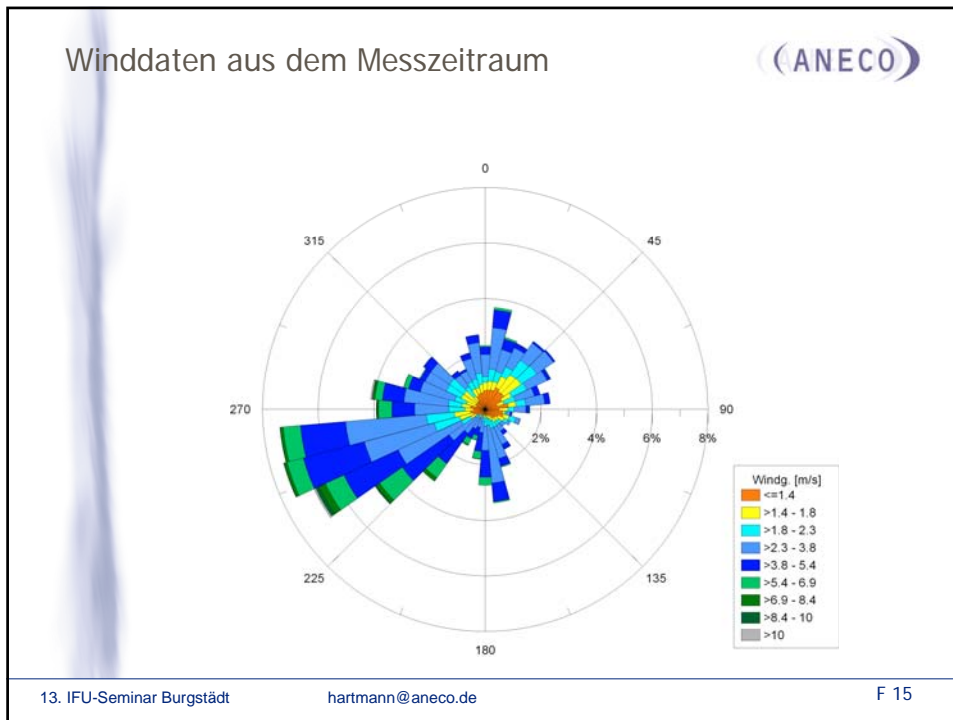 Winddaten aus dem Messzeitraum
(ANECO)
0
315
45
270
90
2%
4%
6%
8%
225
135
180
Windg. [m/s]
<=1.4
>1.4 - 1.8
>1.8 - 2.3
>2.3 - 3.8
>3.8 - 5.4
>5.4 - 6.9
>6.9 - 8.4
>8.4 - 10
>10
13. IFU-Seminar Burgstädt
hartmann@aneco.de
F 15